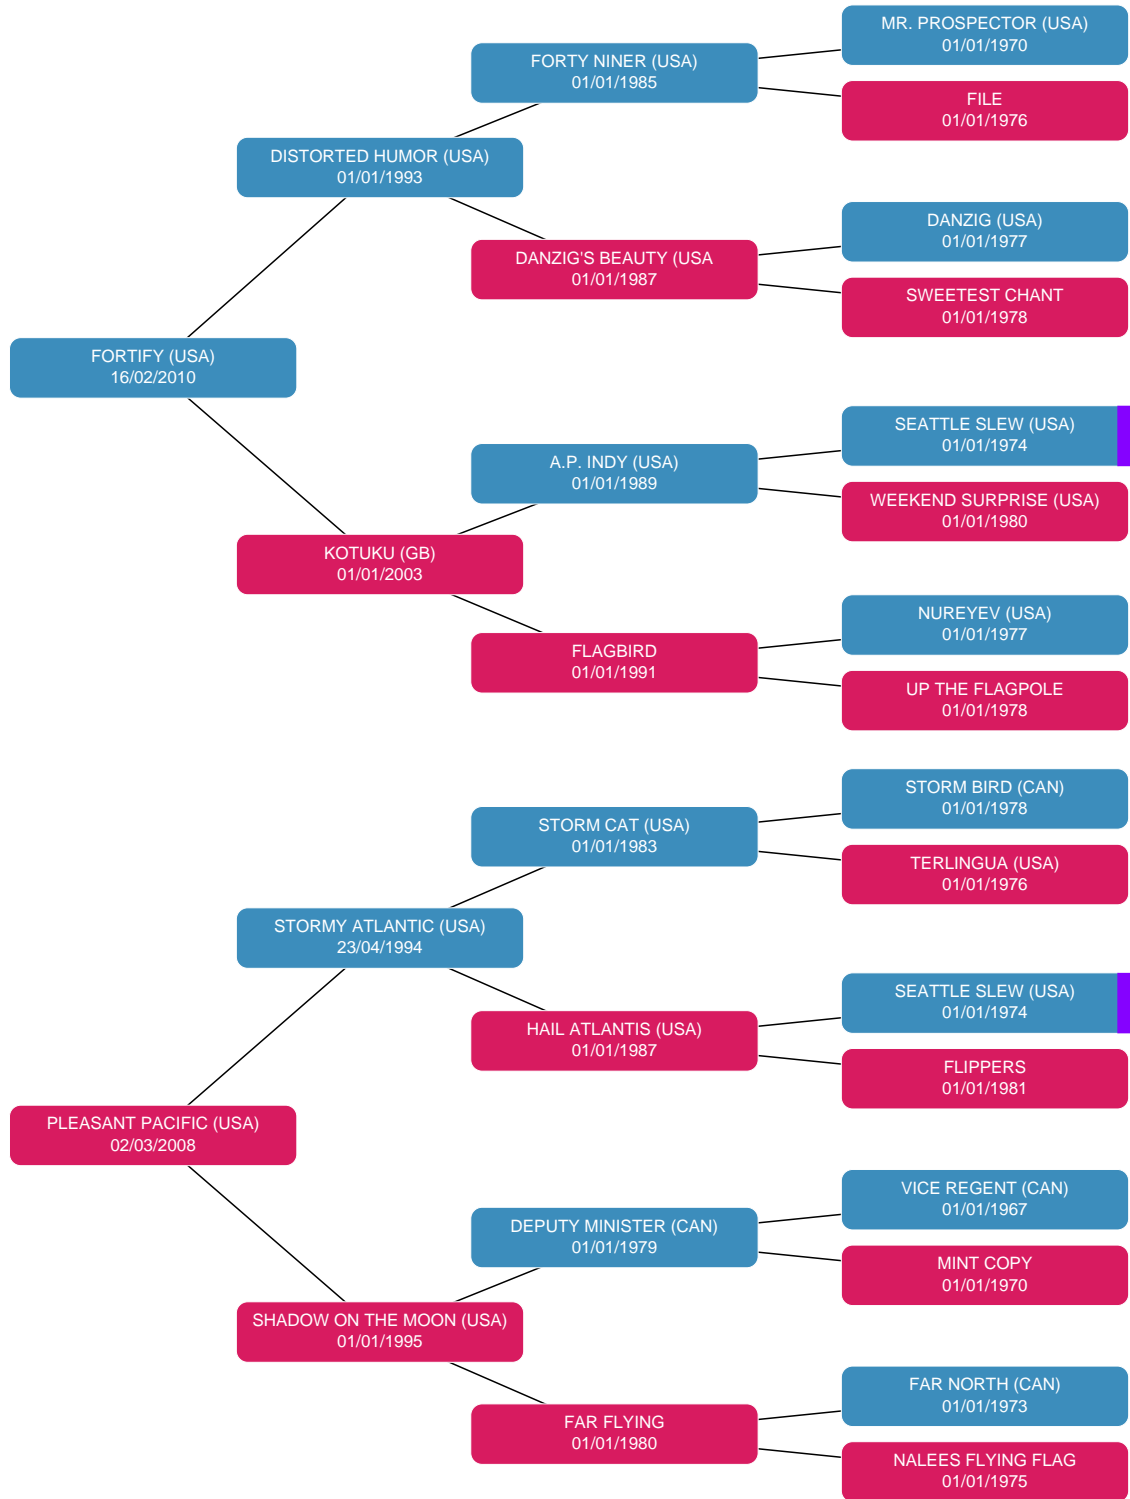 MR. PROSPECTOR (USA)
01/01/1970
FORTY NINER (USA)
01/01/1985
FILE
01/01/1976
DISTORTED HUMOR (USA)
01/01/1993
DANZIG (USA)
01/01/1977
DANZIG'S BEAUTY (USA
01/01/1987
SWEETEST CHANT
01/01/1978
FORTIFY (USA)
16/02/2010
SEATTLE SLEW (USA)
01/01/1974
A.P. INDY (USA)
01/01/1989
WEEKEND SURPRISE (USA)
01/01/1980
KOTUKU (GB)
01/01/2003
NUREYEV (USA)
01/01/1977
FLAGBIRD
01/01/1991
UP THE FLAGPOLE
01/01/1978
STORM BIRD (CAN)
01/01/1978
STORM CAT (USA)
01/01/1983
TERLINGUA (USA)
01/01/1976
STORMY ATLANTIC (USA)
23/04/1994
SEATTLE SLEW (USA)
01/01/1974
HAIL ATLANTIS (USA)
01/01/1987
FLIPPERS
01/01/1981
PLEASANT PACIFIC (USA)
02/03/2008
VICE REGENT (CAN)
01/01/1967
DEPUTY MINISTER (CAN)
01/01/1979
MINT COPY
01/01/1970
SHADOW ON THE MOON (USA)
01/01/1995
FAR NORTH (CAN)
01/01/1973
FAR FLYING
01/01/1980
NALEES FLYING FLAG
01/01/1975